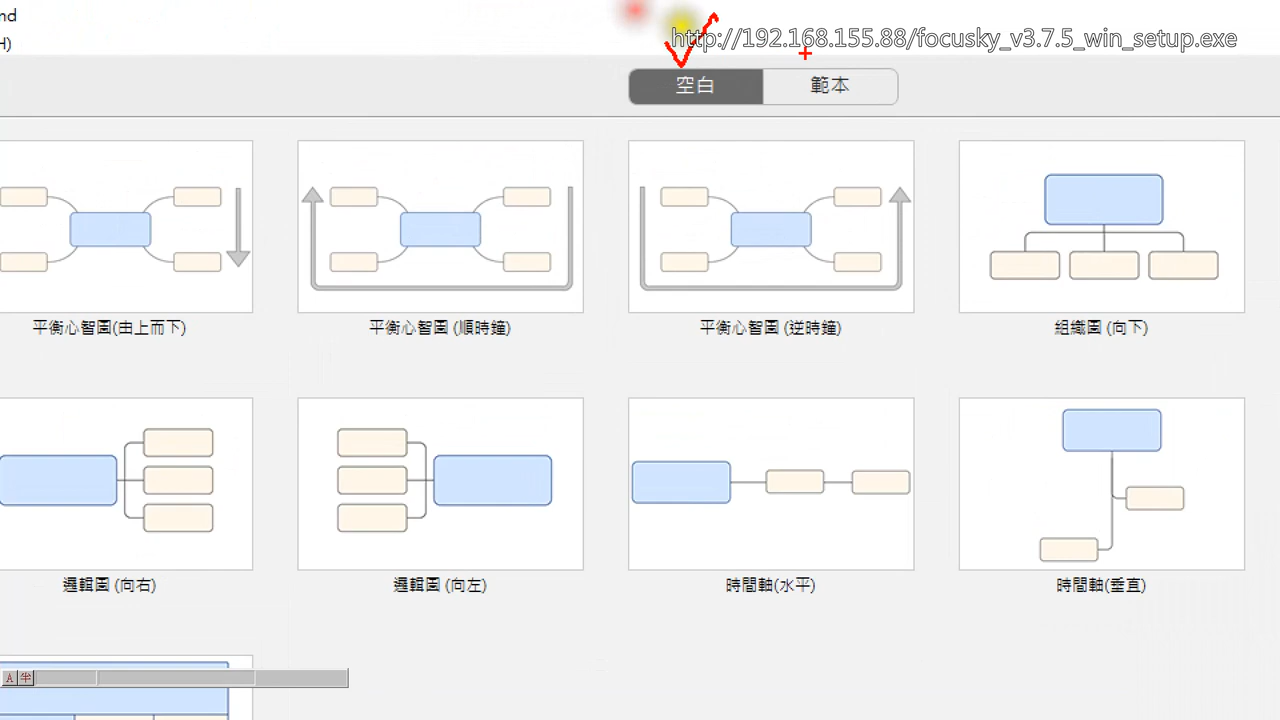 nd
http://192.168.155.88/focusky_v3.7.5_win_setup.exe
H)
空白
範本
平衡心智圖(由上而下)
平衡心智圖 (順時鐘)
平衡心智圖 (逆時鐘)
組織圖 (向下)
邏輯圖 (向右)
邏輯圖 (向左)
時間軸(水平)
時間軸(垂直)
A 半